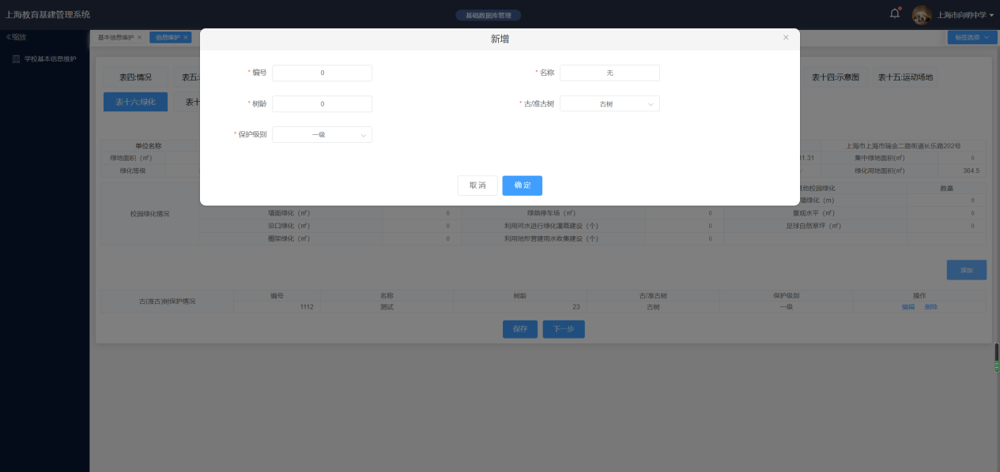 上海教育基建管理系统
基础数据库管理
上海市向明中学
缩放
基本信息维护 ×
信息维护 ×
标签选项
学校基本信息维护
新增
表四:情况
表五:
表十四:示意图
表十五:运动场地
表十六:绿化
表十
* 编号
0
* 名称
无
* 树龄
0
* 古/准古树
古树
* 保护级别
一级
取 消
确 定
单位名称
上海市上海市瑞金二路街道长乐路202号
绿地面积（㎡）
集中绿地面积(㎡)
0
绿化等级
绿化用地面积(㎡)
364.5
校园绿化情况
数量
0
墙面绿化（㎡）
0
绿荫停车场（㎡）
0
景观水平（㎡）
0
沿口绿化（㎡）
0
利用河水进行绿化灌溉建设（个）
0
足球自然草坪（㎡）
0
棚架绿化（㎡）
0
利用地形营建雨水收集建设（个）
0
添加
古(准古)树保护情况
编号
名称
树龄
古/准古树
保护级别
操作
1112
测试
23
古树
一级
编辑
删除
保存
下一步